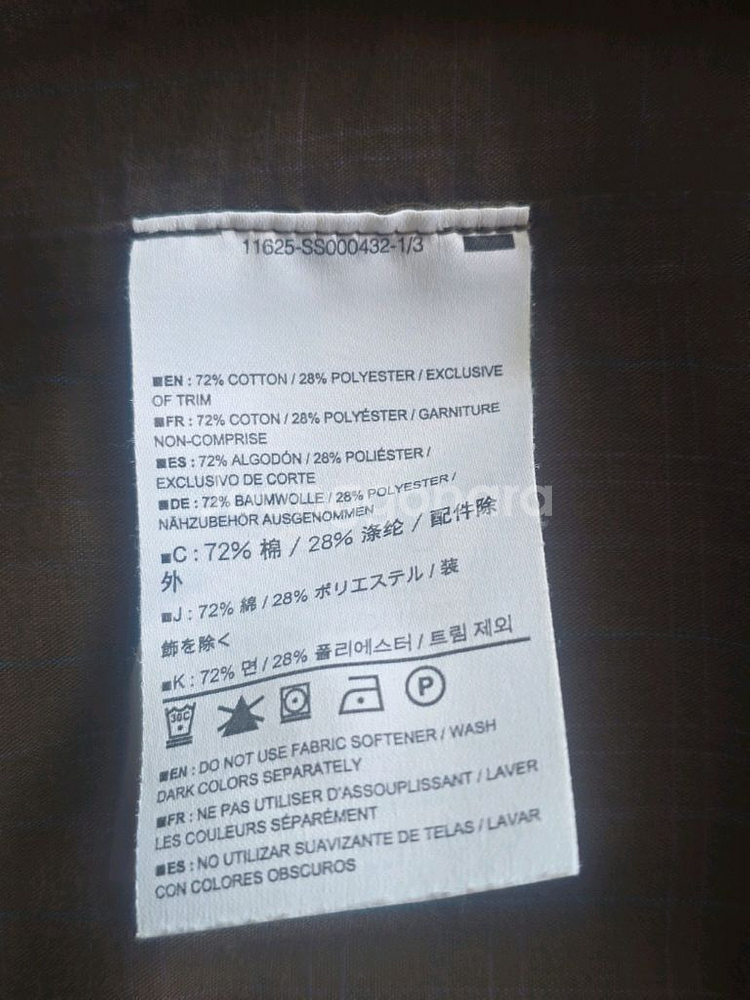 11625-SS000432-1/3
■EN : 72% COTTON / 28% POLYESTER / EXCLUSIVE
OF TRIM
■FR : 72% COTON / 28% POLYÉSTER / GARNITURE
NON-COMPRISE
■ES : 72% ALGODÓN / 28% POLIÉSTER /
EXCLUSIVO DE CORTE
■DE : 72% BAUMWOLLE / 28% POLYESTER /
NÄHZUBEHÖR AUSGENOMMEN
■C : 72% 棉 / 28% 涤纶 / 配件除
外
■J : 72% 綿 / 28% ポリエステル / 装
飾を除く
■K : 72% 면 / 28% 폴리에스터 / 트림 제외
30C
P
■EN : DO NOT USE FABRIC SOFTENER / WASH
DARK COLORS SEPARATELY
■FR : NE PAS UTILISER D'ASSOUPLISSANT / LAVER
LES COULEURS SÉPARÉMENT
■ES : NO UTILIZAR SUAVIZANTE DE TELAS / LAVAR
CON COLORES OBSCUROS